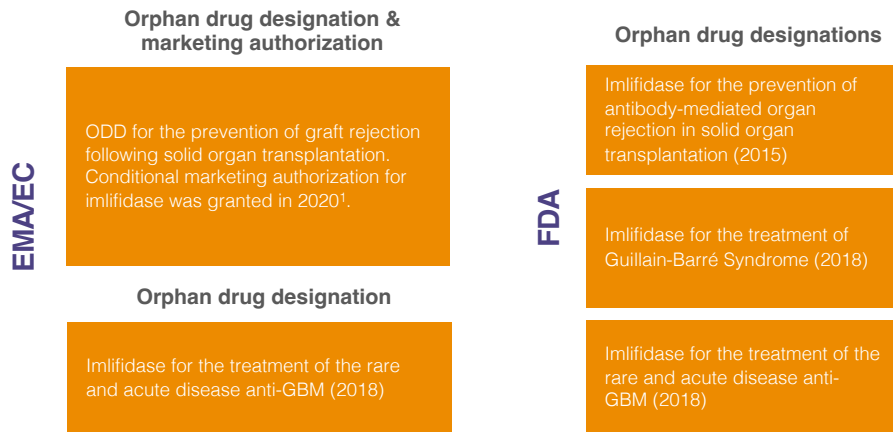 Orphan drug designation &
marketing authorization
EMA/EC
ODD for the prevention of graft rejection
following solid organ transplantation.
Conditional marketing authorization for
imlifidase was granted in 2020¹.
Orphan drug designation
Imlifidase for the treatment of the rare
and acute disease anti-GBM (2018)
Orphan drug designations
FDA
Imlifidase for the prevention of
antibody-mediated organ
rejection in solid organ
transplantation (2015)
Imlifidase for the treatment of
Guillain-Barré Syndrome (2018)
Imlifidase for the treatment of the
rare and acute disease anti-
GBM (2018)